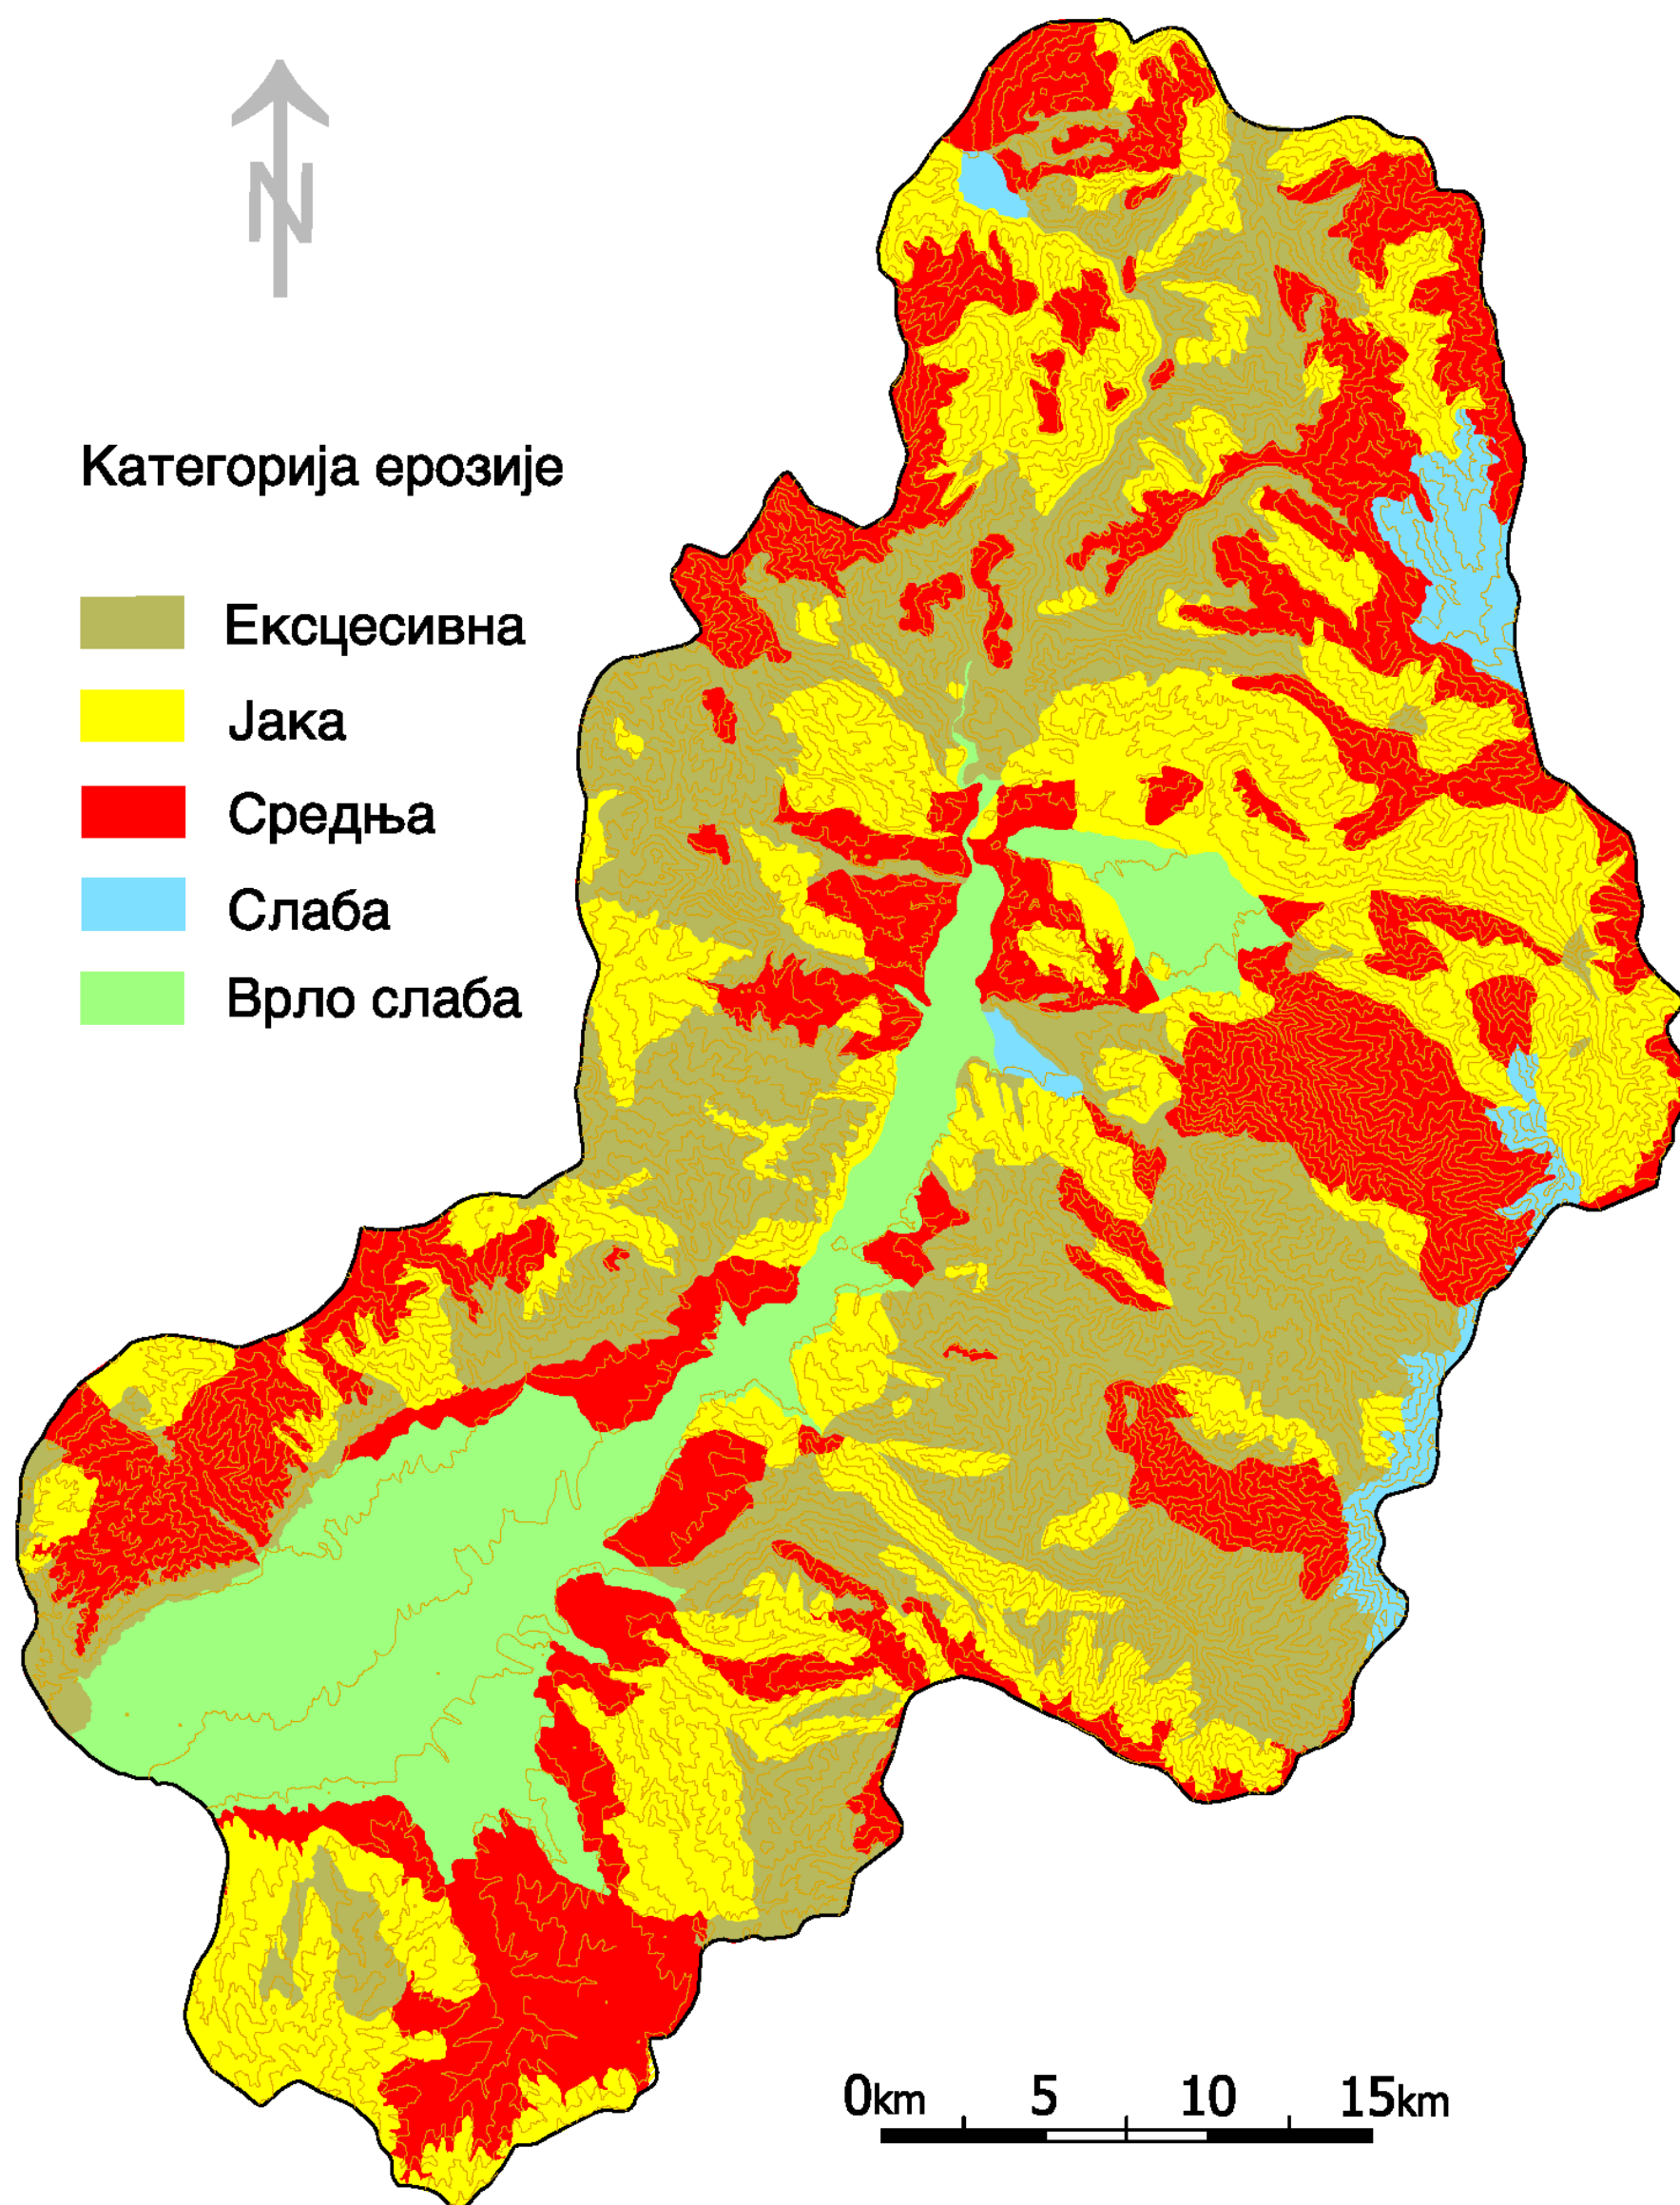 N
Категорија ерозије
Ексцесивна
Јака
Средња
Слаба
Врло слаба
0km 5 10 15km